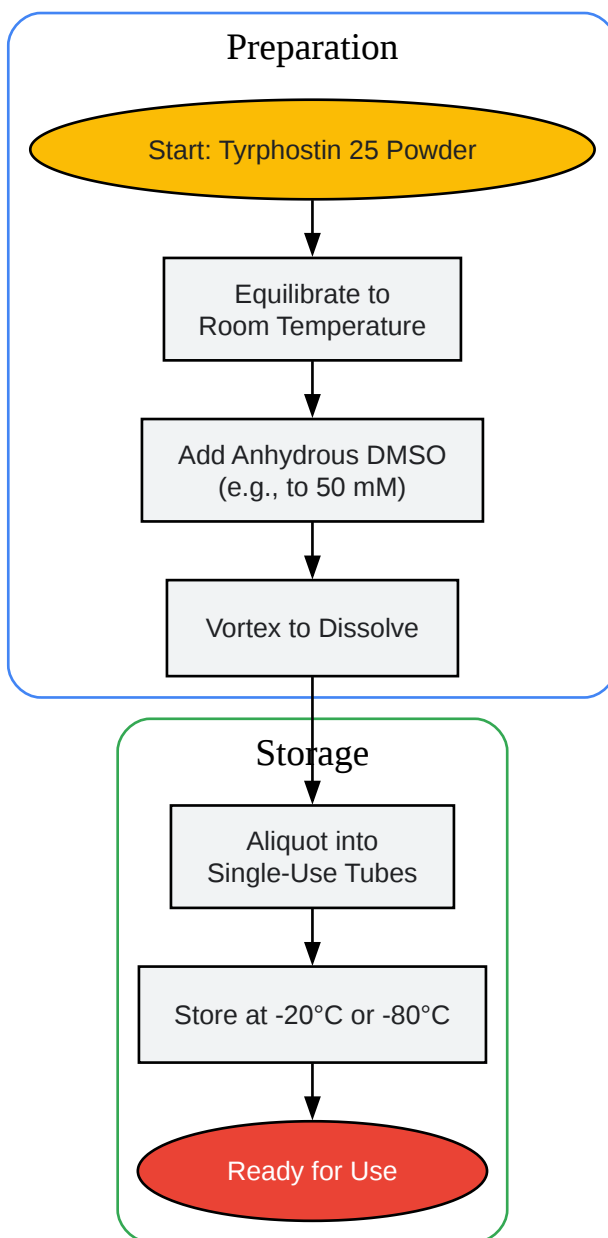 Preparation
Start: Tyrphostin 25 Powder
Equilibrate to
Room Temperature
Add Anhydrous DMSO
(e.g., to 50 mM)
Vortex to Dissolve
Storage
Aliquot into
Single-Use Tubes
Store at -20°C or -80°C
Ready for Use